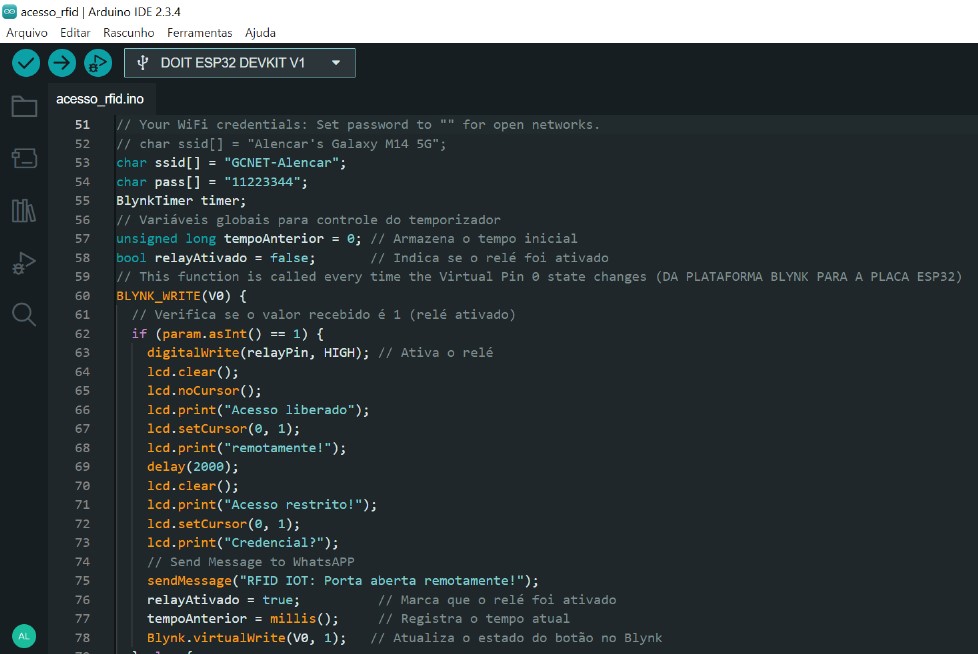 acesso_rfid | Arduino IDE 2.3.4
Arquivo Editar Rascunho Ferramentas Ajuda
DOIT ESP32 DEVKIT V1
acesso_rfid.ino
51 // Your WiFi credentials: Set password to "" for open networks.
52 // char ssid[] = "Alencar's Galaxy M14 5G";
53 char ssid[] = "GCNET-Alencar";
54 char pass[] = "11223344";
55 BlynkTimer timer;
56 // Variáveis globais para controle do temporizador
57 unsigned long tempoAnterior = 0; // Armazena o tempo inicial
58 bool relayAtivado = false; // Indica se o relé foi ativado
59 // This function is called every time the Virtual Pin 0 state changes (DA PLATAFORMA BLYNK PARA A PLACA ESP32)
60 BLYNK_WRITE(V0) {
61 // Verifica se o valor recebido é 1 (relé ativado)
62 if (param.asInt() == 1) {
63 digitalWrite(relayPin, HIGH); // Ativa o relé
64 lcd.clear();
65 lcd.noCursor();
66 lcd.print("Acesso liberado");
67 lcd.setCursor(0, 1);
68 lcd.print("remotamente!");
69 delay(2000);
70 lcd.clear();
71 lcd.print("Acesso restrito!");
72 lcd.setCursor(0, 1);
73 lcd.print("Credencial?");
74 // Send Message to WhatsAPP
75 sendMessage("RFID IOT: Porta aberta remotamente!");
76 relayAtivado = true; // Marca que o relé foi ativado
77 tempoAnterior = millis(); // Registra o tempo atual
78 Blynk.virtualWrite(V0, 1); // Atualiza o estado do botão no Blynk
AL